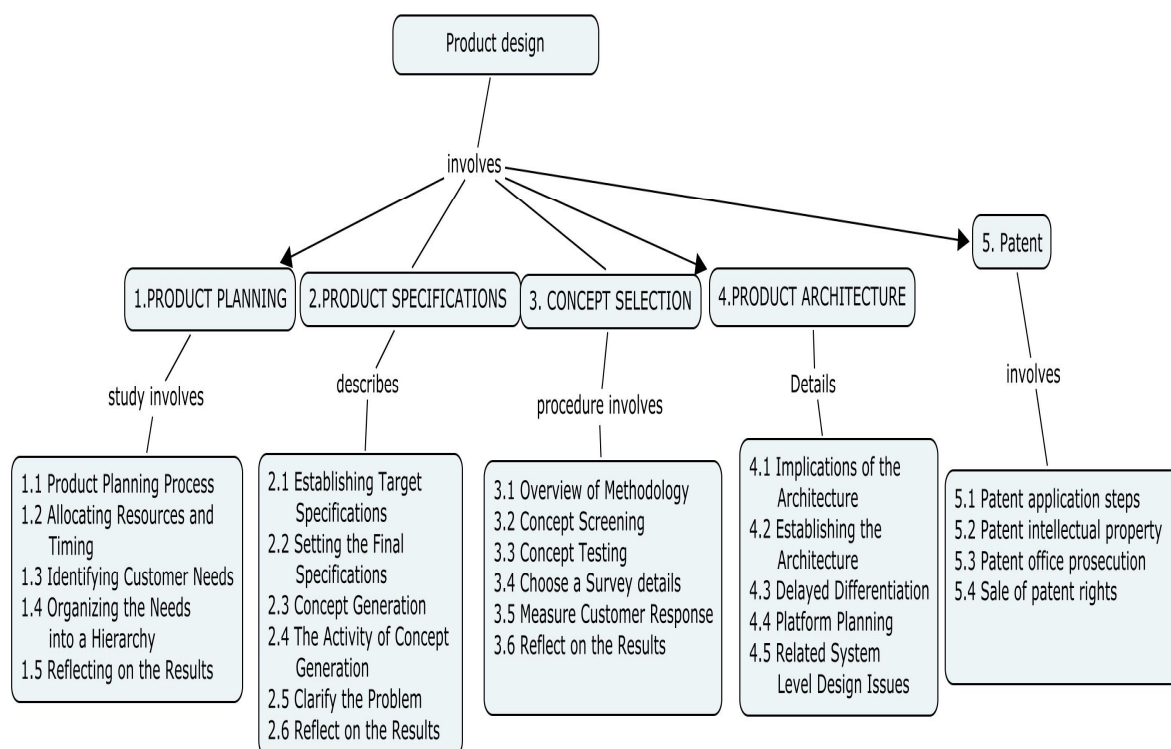 Product design
involves
5. Patent
1.PRODUCT PLANNING
2.PRODUCT SPECIFICATIONS
3. CONCEPT SELECTION
4.PRODUCT ARCHITECTURE
study involves
describes
procedure involves
Details
involves
1.1 Product Planning Process
1.2 Allocating Resources and
Timing
1.3 Identifying Customer Needs
1.4 Organizing the Needs
into a Hierarchy
1.5 Reflecting on the Results
2.1 Establishing Target
Specifications
2.2 Setting the Final
Specifications
2.3 Concept Generation
2.4 The Activity of Concept
Generation
2.5 Clarify the Problem
2.6 Reflect on the Results
3.1 Overview of Methodology
3.2 Concept Screening
3.3 Concept Testing
3.4 Choose a Survey details
3.5 Measure Customer Response
3.6 Reflect on the Results
4.1 Implications of the
Architecture
4.2 Establishing the
Architecture
4.3 Delayed Differentiation
4.4 Platform Planning
4.5 Related System
Level Design Issues
5.1 Patent application steps
5.2 Patent intellectual property
5.3 Patent office prosecution
5.4 Sale of patent rights